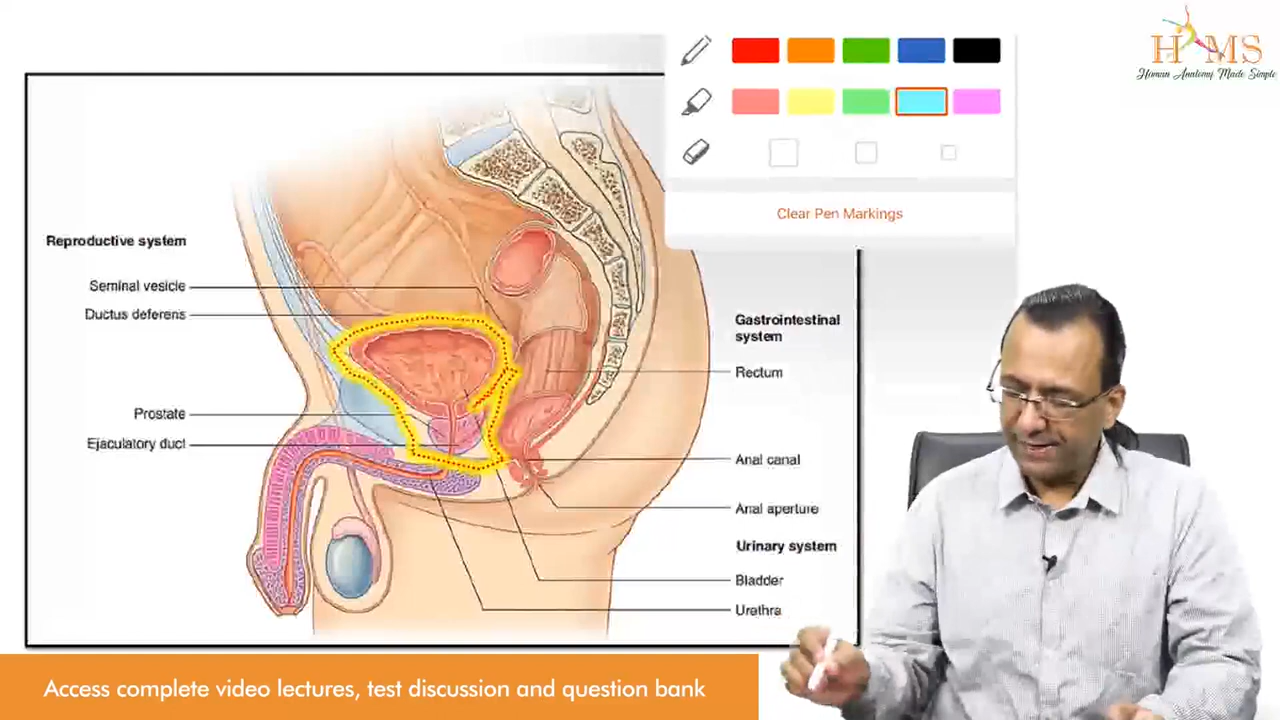 H MS
Human Anatomy Made Simple
Clear Pen Markings
Reproductive system
Seminal vesicle
Ductus deferens
Prostate
Ejaculatory duct
Gastrointestinal
system
Rectum
Anal canal
Anal aperture
Urinary system
Bladder
Urethra
Access complete video lectures, test discussion and question bank